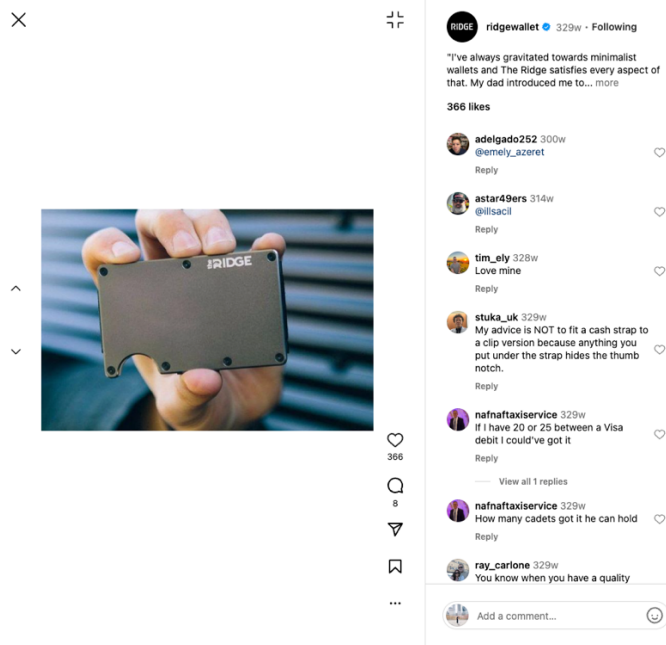 RIDGE
ridgewallet 329w • Following
"I've always gravitated towards minimalist
wallets and The Ridge satisfies every aspect of
that. My dad introduced me to... more
366 likes
adelgado252 300w
@emely_azeret
Reply
astar49ers 314w
@illsacil
Reply
THE RIDGE
tim_ely 328w
Love mine
Reply
stuka_uk 329w
My advice is NOT to fit a cash strap to
a clip version because anything you
put under the strap hides the thumb
notch.
Reply
nafnaftaxiservice 329w
If I have 20 or 25 between a Visa
debit I could've got it
Reply
366
View all 1 replies
8
nafnaftaxiservice 329w
How many cadets got it he can hold
Reply
ray_carlone 329w
You know when you have a quality
Add a comment...